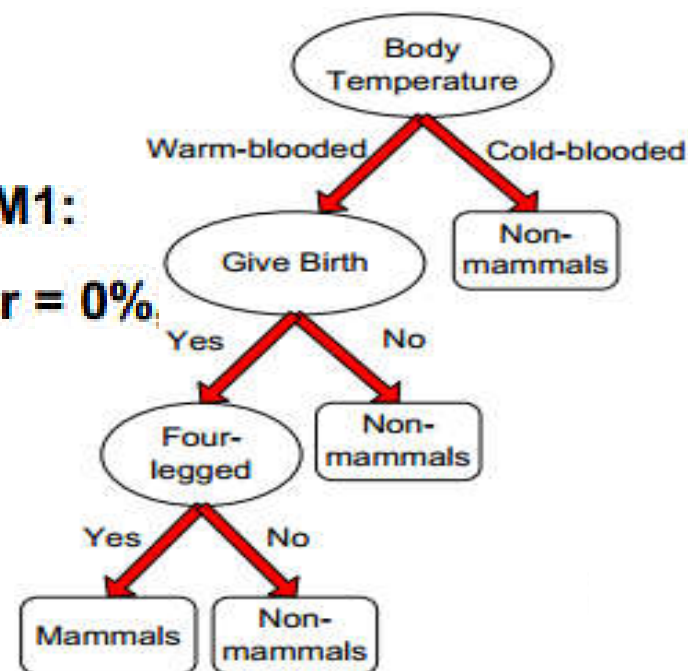 Body
Temperature
Warm-blooded
Cold-blooded
M1:
Give Birth
Non-
mammals
r = 0%,
Yes
No
Four-
legged
Non-
mammals
Yes
No
Mammals
Non-
mammals